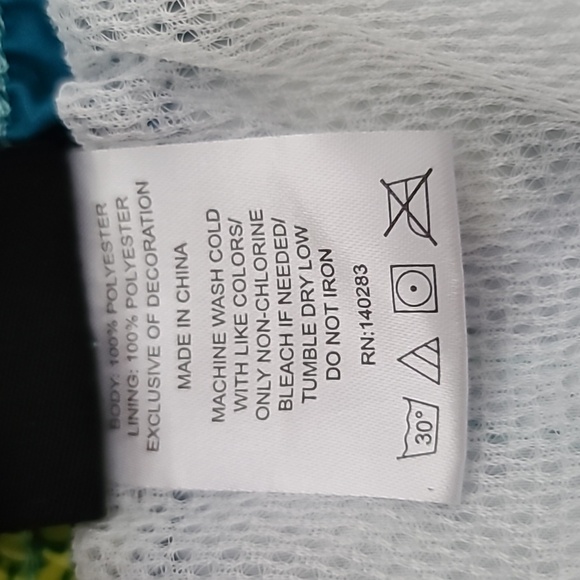 BODY: 100% POLYESTER
LINING: 100% POLYESTER
EXCLUSIVE OF DECORATION
MADE IN CHINA
MACHINE WASH COLD
WITH LIKE COLORS/
ONLY NON-CHLORINE
BLEACH IF NEEDED/
TUMBLE DRY LOW
DO NOT IRON
RN:140283
30°